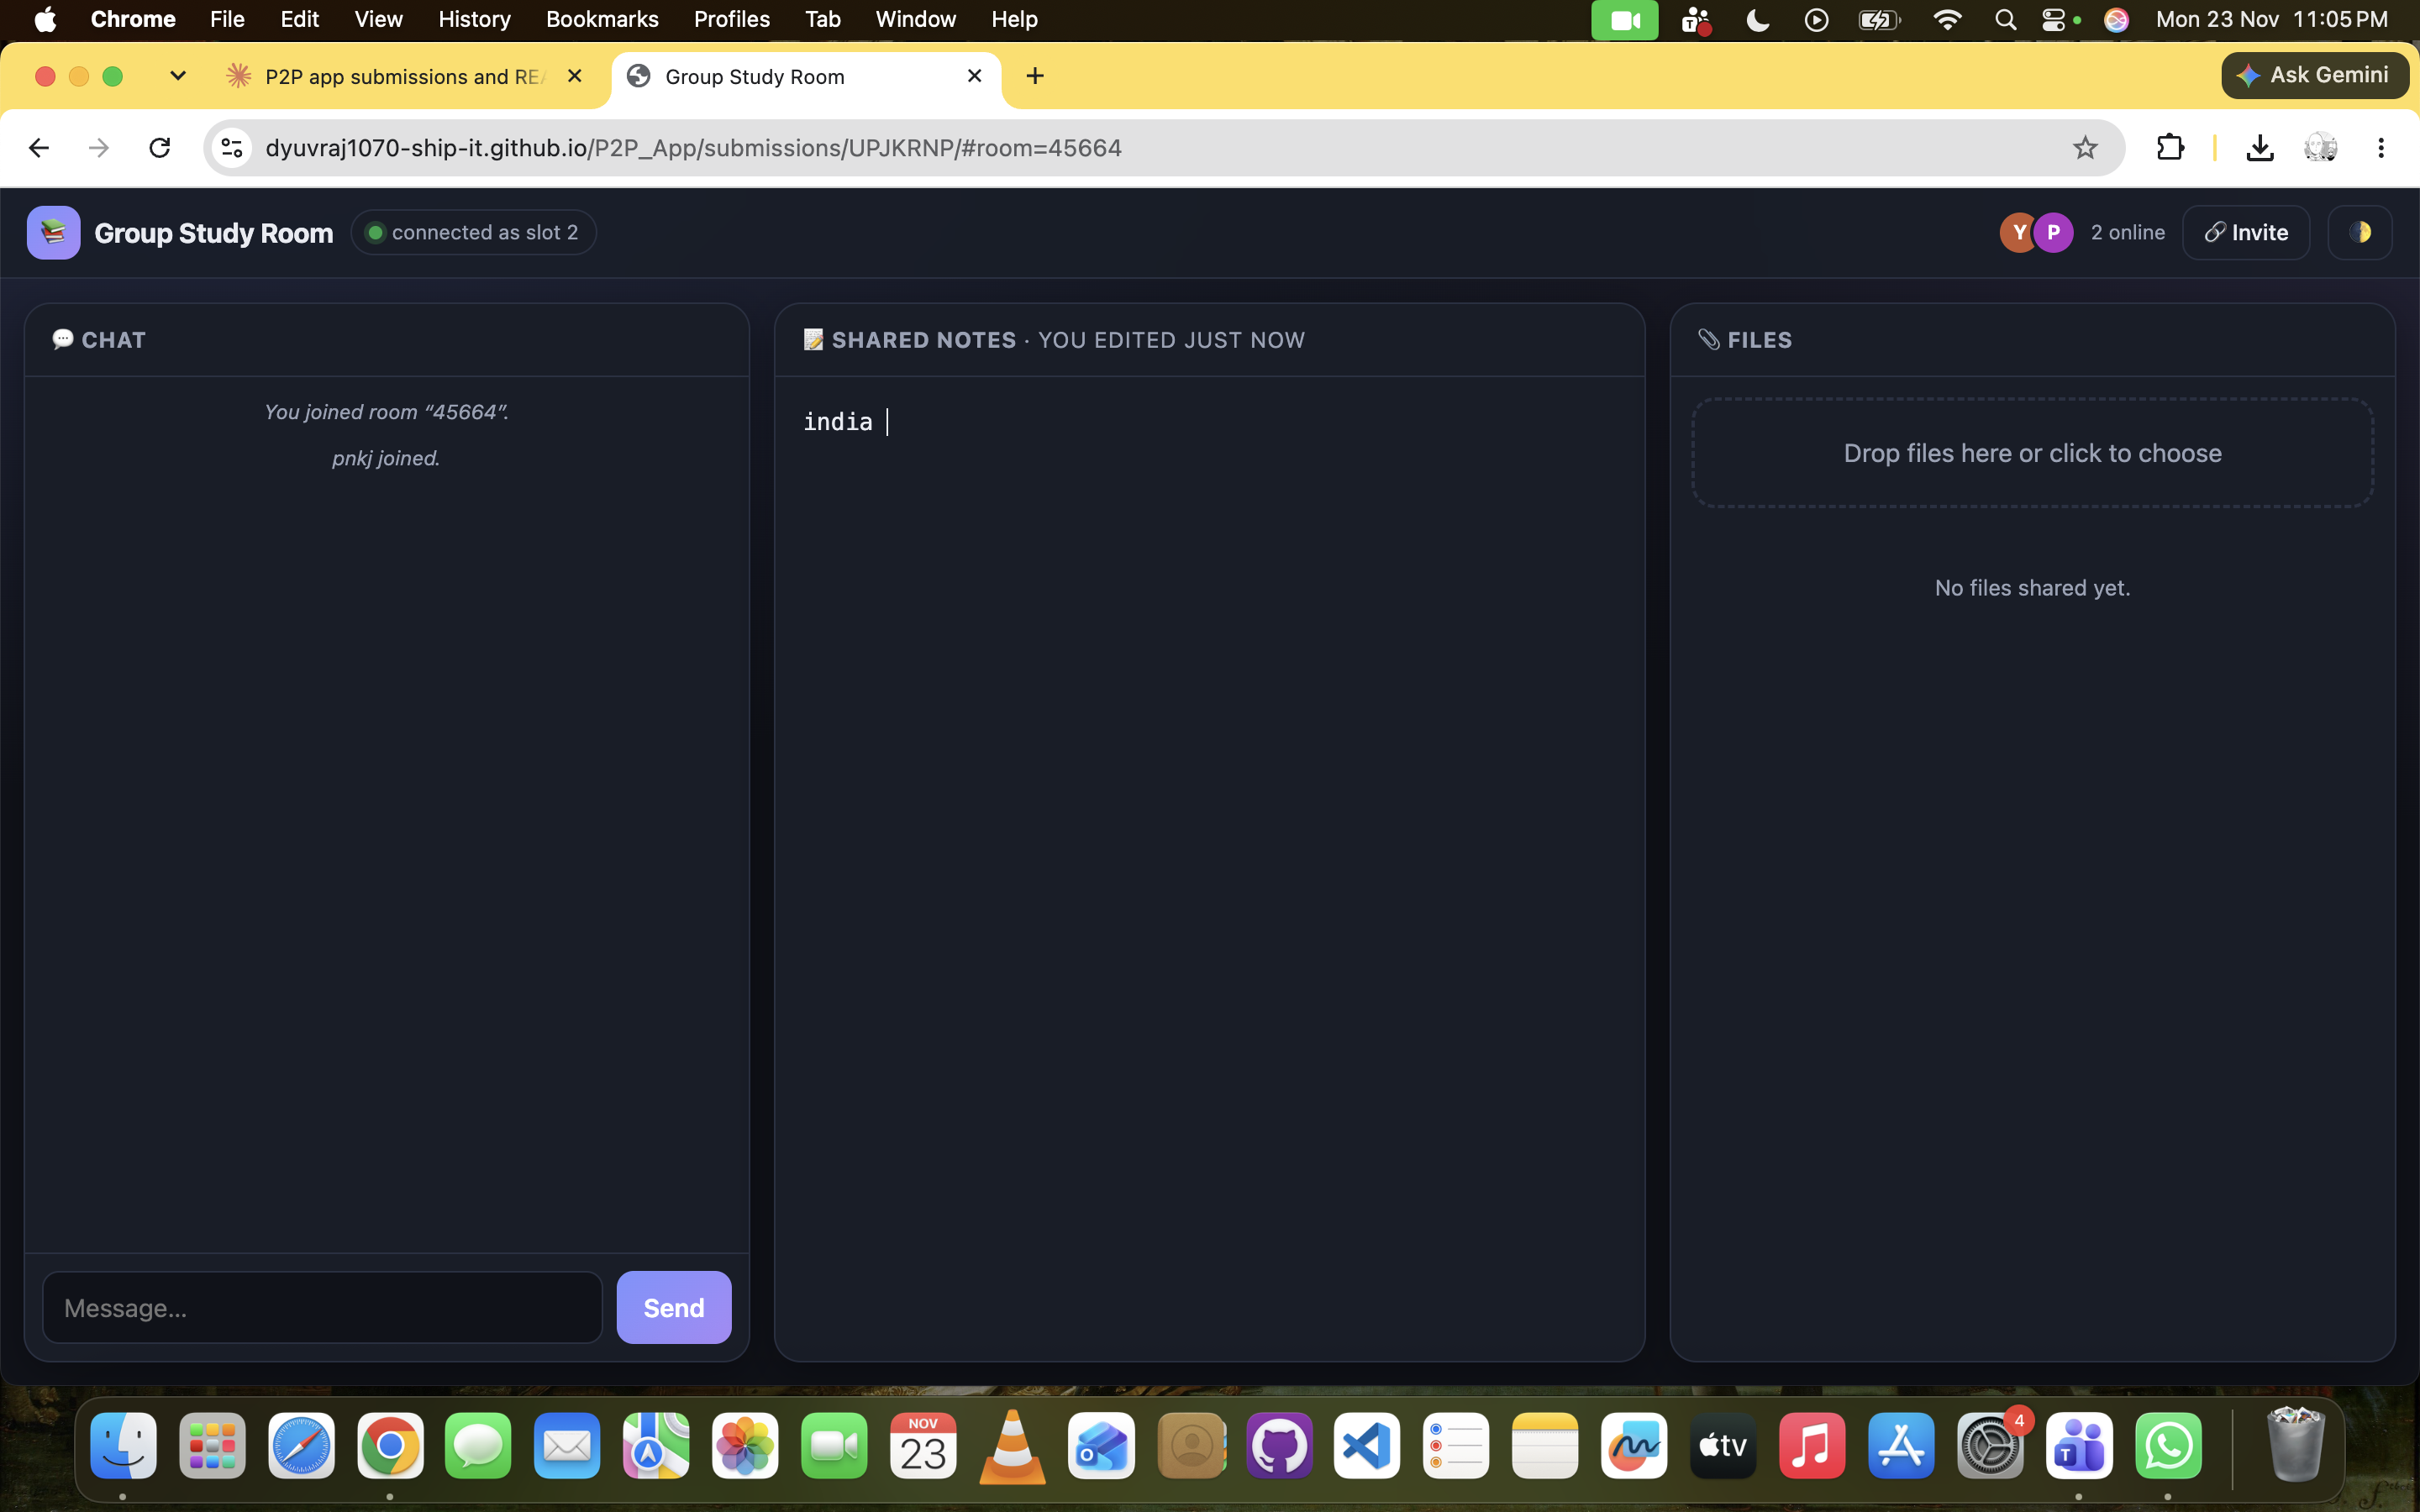 Chrome File Edit View History Bookmarks Profiles Tab Window Help Mon 23 Nov 11:05 PM
P2P app submissions and RE
Group Study Room
Ask Gemini
dyuvraj1070-ship-it.github.io/P2P_App/submissions/UPJKRNP/#room=45664
Group Study Room
connected as slot 2
Y P 2 online
Invite
CHAT
You joined room “45664”.
pnkj joined.
Message...
Send
SHARED NOTES · YOU EDITED JUST NOW
india
FILES
Drop files here or click to choose
No files shared yet.
NOV
23
tv
4
T